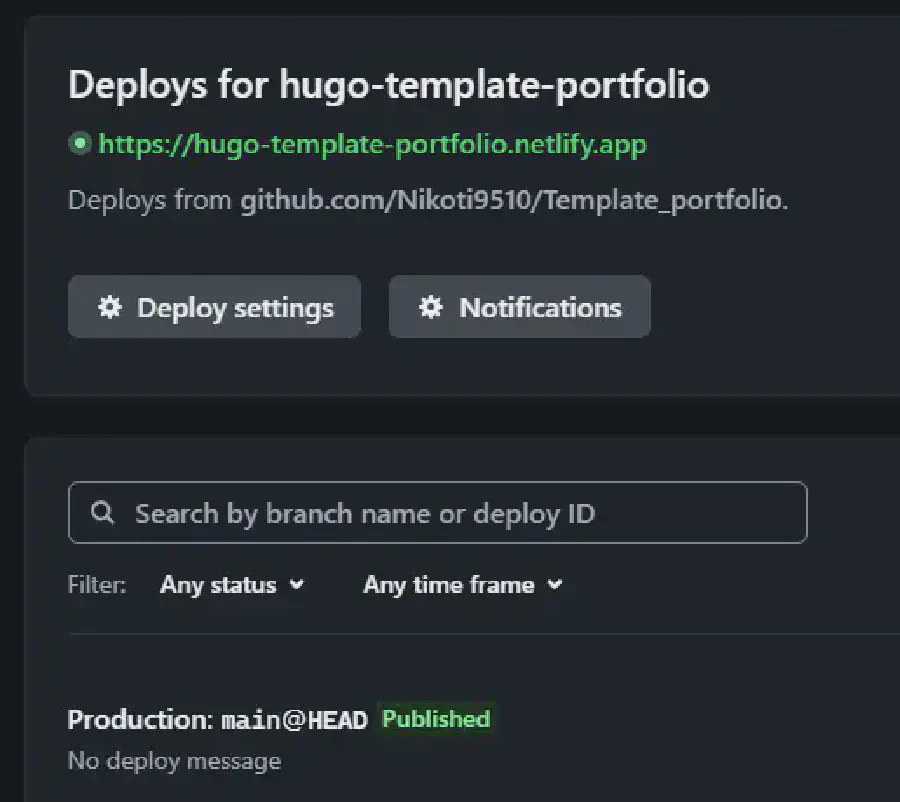 Deploys for hugo-template-portfolio
https://hugo-template-portfolio.netlify.app
Deploys from github.com/Nikoti9510/Template_portfolio.
Deploy settings
Notifications
Search by branch name or deploy ID
Filter: Any status Any time frame
Production: main@HEAD Published
No deploy message